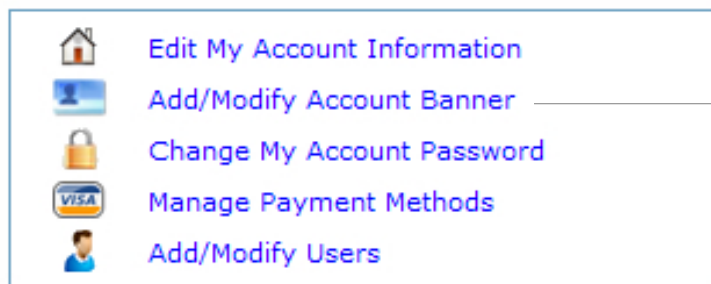 Edit My Account Information
Add/Modify Account Banner
Change My Account Password
VISA Manage Payment Methods
Add/Modify Users